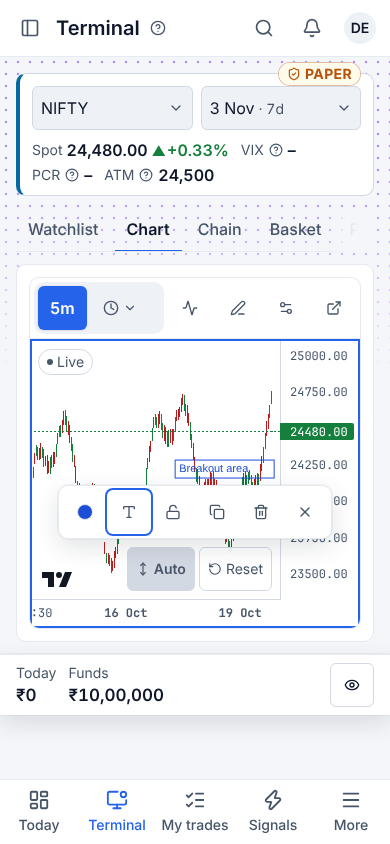 Terminal
DE
PAPER
NIFTY
3 Nov · 7d
Spot 24,480.00 ▲+0.33% VIX –
PCR – ATM 24,500
Watchlist Chart Chain Basket
5m
Live
25000.00
24750.00
24480.00
24250.00
Breakout area
T
23500.00
Auto
Reset
:30 16 Oct 19 Oct
Today Funds
₹0 ₹10,00,000
Today Terminal My trades Signals More